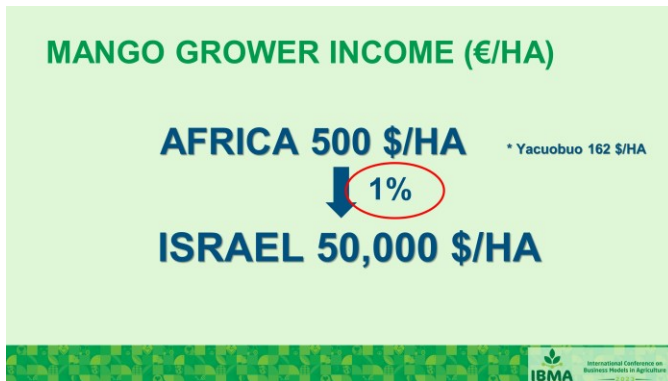 MANGO GROWER INCOME (€/HA)
AFRICA 500 $/HA
* Yacuobuo 162 $/HA
1%
ISRAEL 50,000 $/HA
IBMA
International Conference on
Business Models in Agriculture